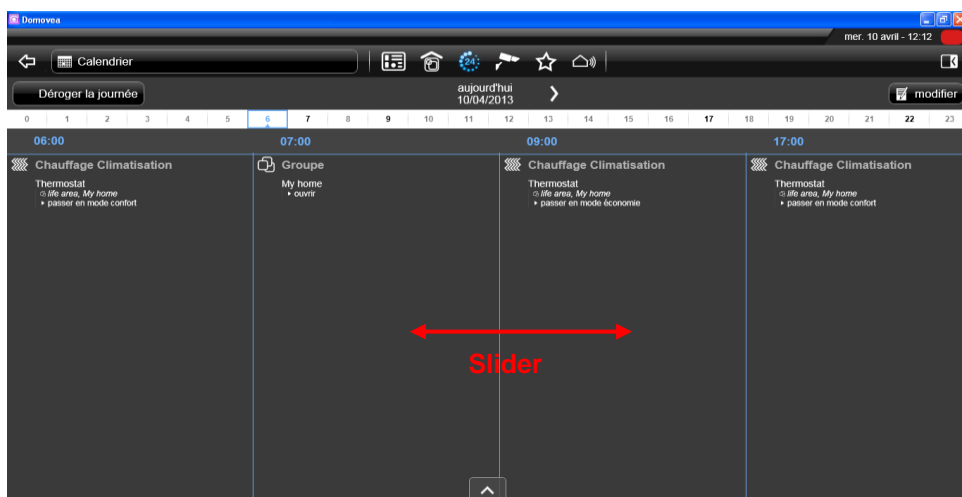 Domovea
mer. 10 avril - 12:12
Calendrier
24
Déroger la journée
aujourd'hui
10/04/2013
modifier
0 1 2 3 4 5 6 7 8 9 10 11 12 13 14 15 16 17 18 19 20 21 22 23
06:00 07:00 09:00 17:00
Chauffage Climatisation
Thermostat
life area, My home
passer en mode confort
Groupe
My home
ouvrir
Chauffage Climatisation
Thermostat
life area, My home
passer en mode économie
Chauffage Climatisation
Thermostat
life area, My home
passer en mode confort
Slider